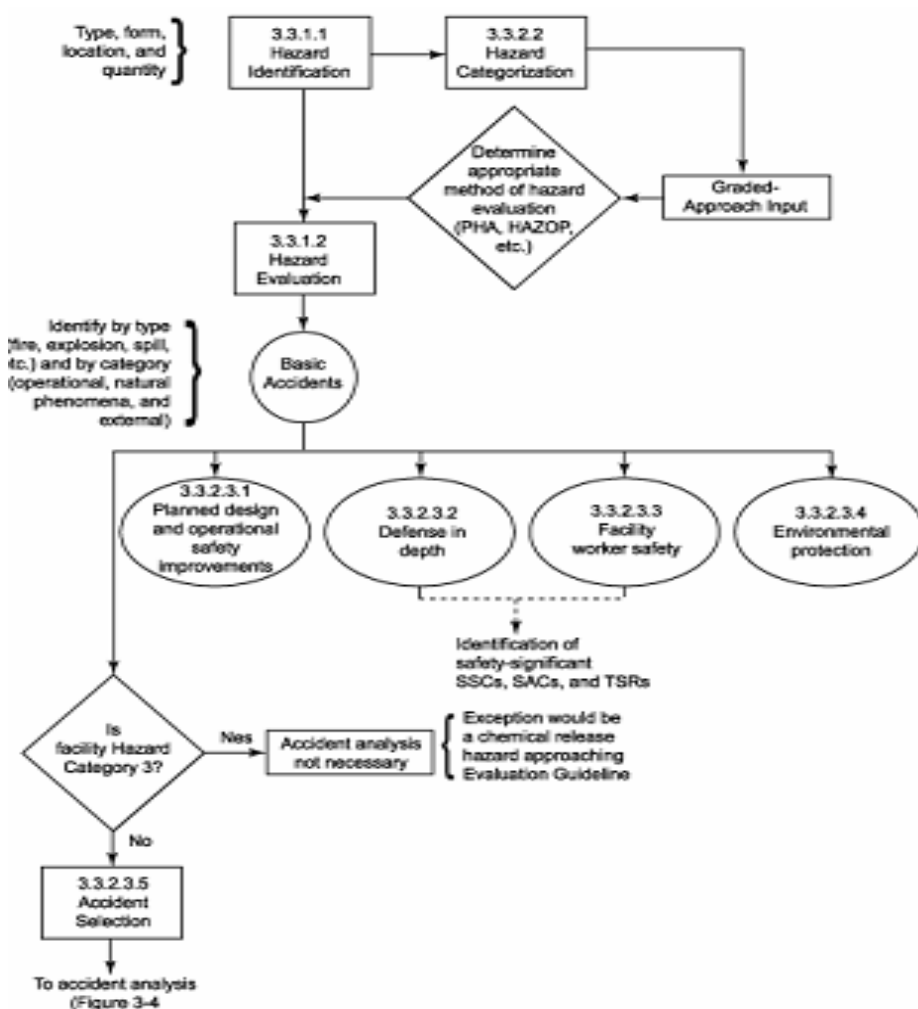 Type, form,
location, and
quantity
3.3.1.1
Hazard
Identification
3.3.2.2
Hazard
Categorization
Determine
appropriate
method of hazard
evaluation
(PHA, HAZOP,
etc.)
Graded-
Approach Input
3.3.1.2
Hazard
Evaluation
Identify by type
(fire, explosion, spill,
etc.) and by category
(operational, natural
phenomena, and
external)
Basic
Accidents
3.3.2.3.1
Planned design
and operational
safety
improvements
3.3.2.3.2
Defense in
depth
3.3.2.3.3
Facility
worker safety
3.3.2.3.4
Environmental
protection
Identification of
safety-significant
SSCs, SACs, and TSRs
Is
facility Hazard
Category 3?
Nes
Accident analysis
not necessary
Exception would be
a chemical release
hazard approaching
Evaluation Guideline
No
3.3.2.3.5
Accident
Selection
To accident analysis
(Figure 3-4